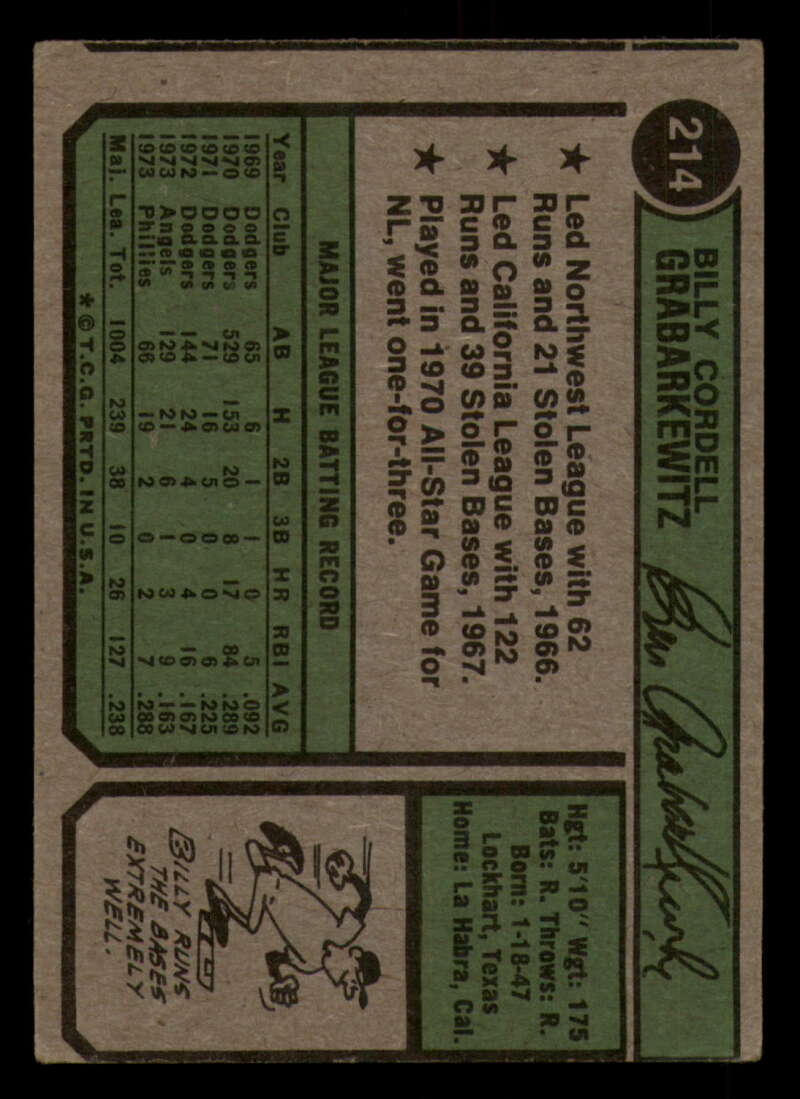 214
BILLY CORDELL
GRABARKEWITZ
★ Led Northwest League with 62
Runs and 21 Stolen Bases, 1966.
★ Led California League with 122
Runs and 39 Stolen Bases, 1967.
★ Played in 1970 All-Star Game for
NL, went one-for-three.
MAJOR LEAGUE BATTING RECORD
Year Club AB H 2B 3B HR RBI AVG
1969 Dodgers 65 6 1 1 0 5 .092
1970 Dodgers 529 153 20 8 17 84 .289
1971 Dodgers 71 16 5 0 0 6 .225
1972 Dodgers 144 24 4 0 4 16 .167
1973 Angels 129 21 6 1 3 9 .163
1973 Phillies 66 19 2 0 2 7 .288
Maj. Lea. Tot. 1004 239 38 10 26 127 .238
* © T.C.G. PRTD. IN U.S.A.
Hgt: 5'10" Wgt: 175
Bats: R. Throws: R.
Born: 1-18-47
Lockhart, Texas
Home: La Habra, Cal.
BILLY RUNS
THE BASES
EXTREMELY
WELL.